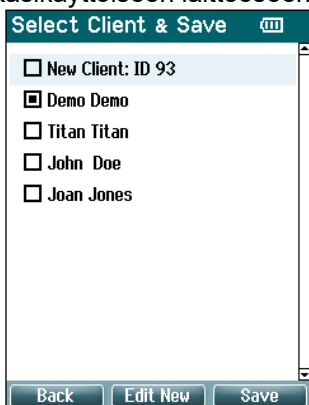 Select Client & Save
New Client: ID 93
Demo Demo
Titan Titan
John Doe
Joan Jones
Back Edit New Save